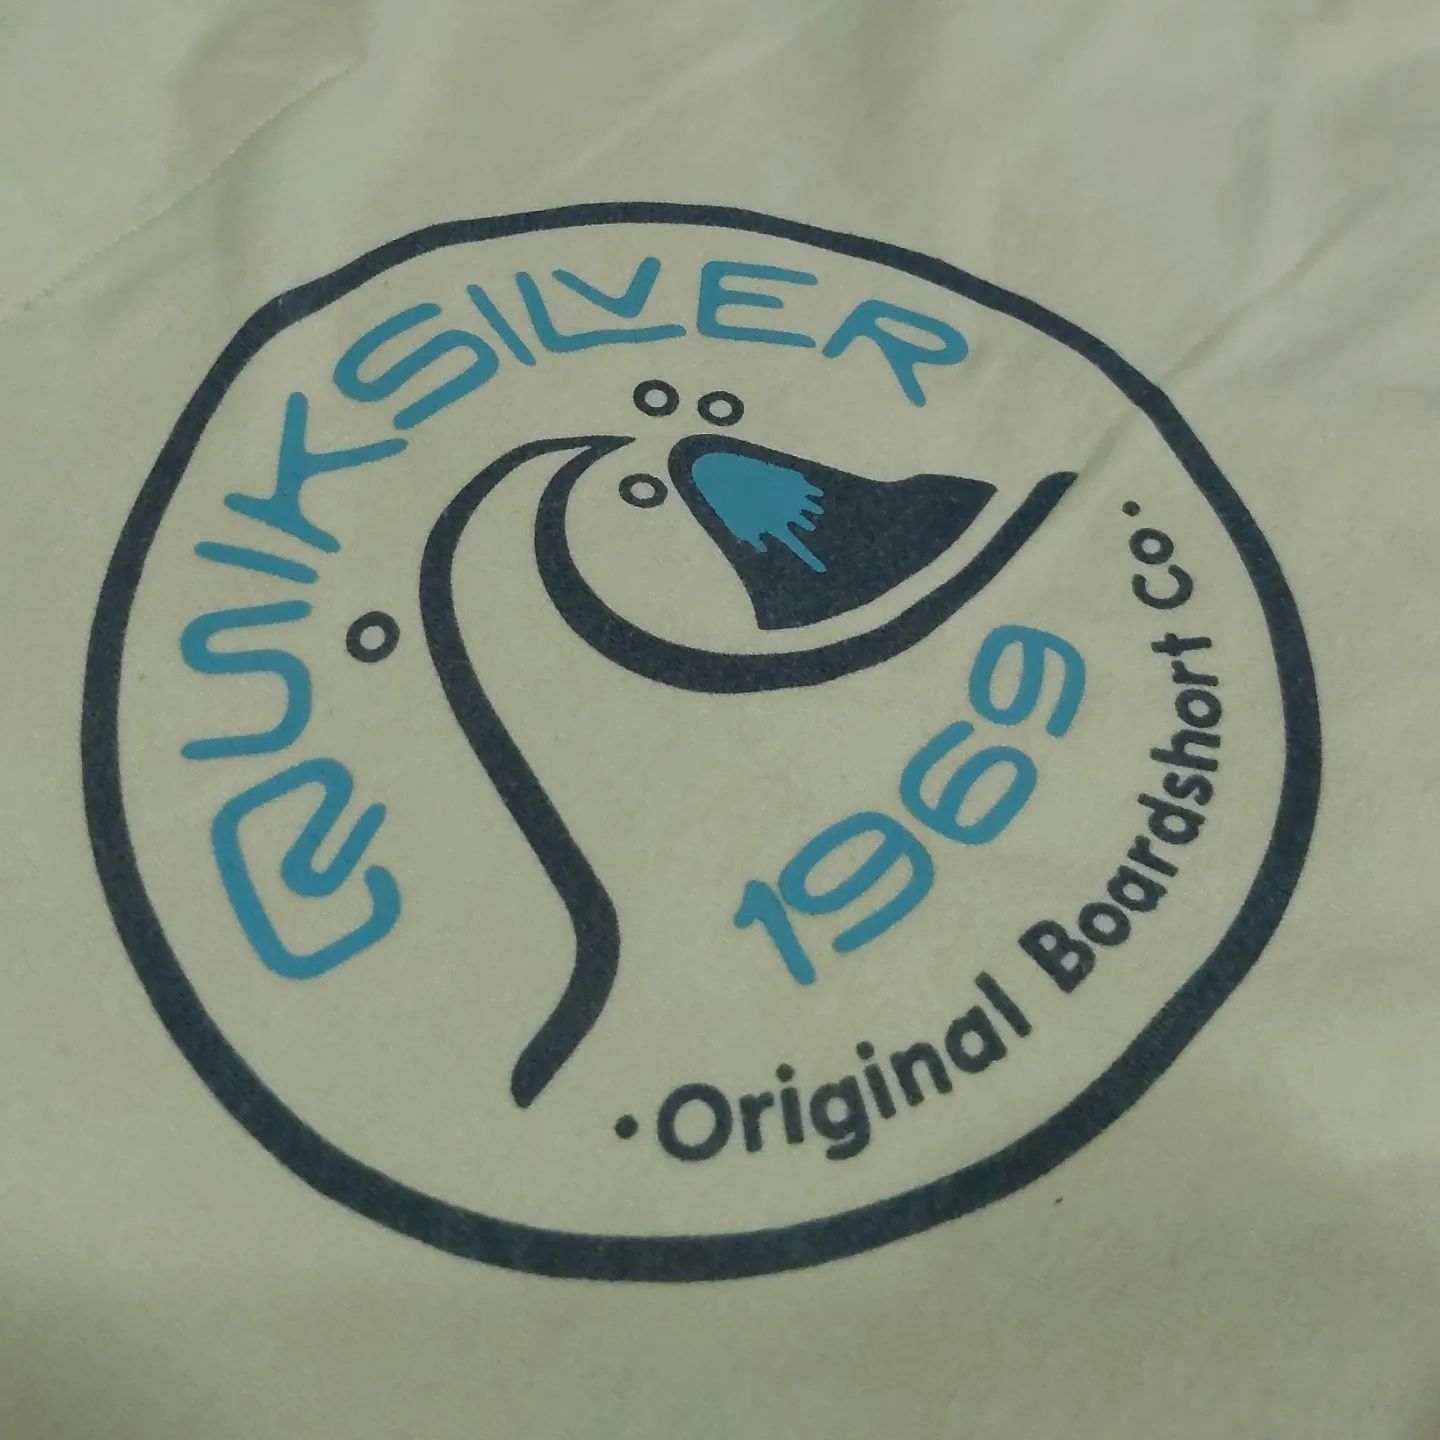 QUIKSILVER
1969
·Original Boardshort Co·